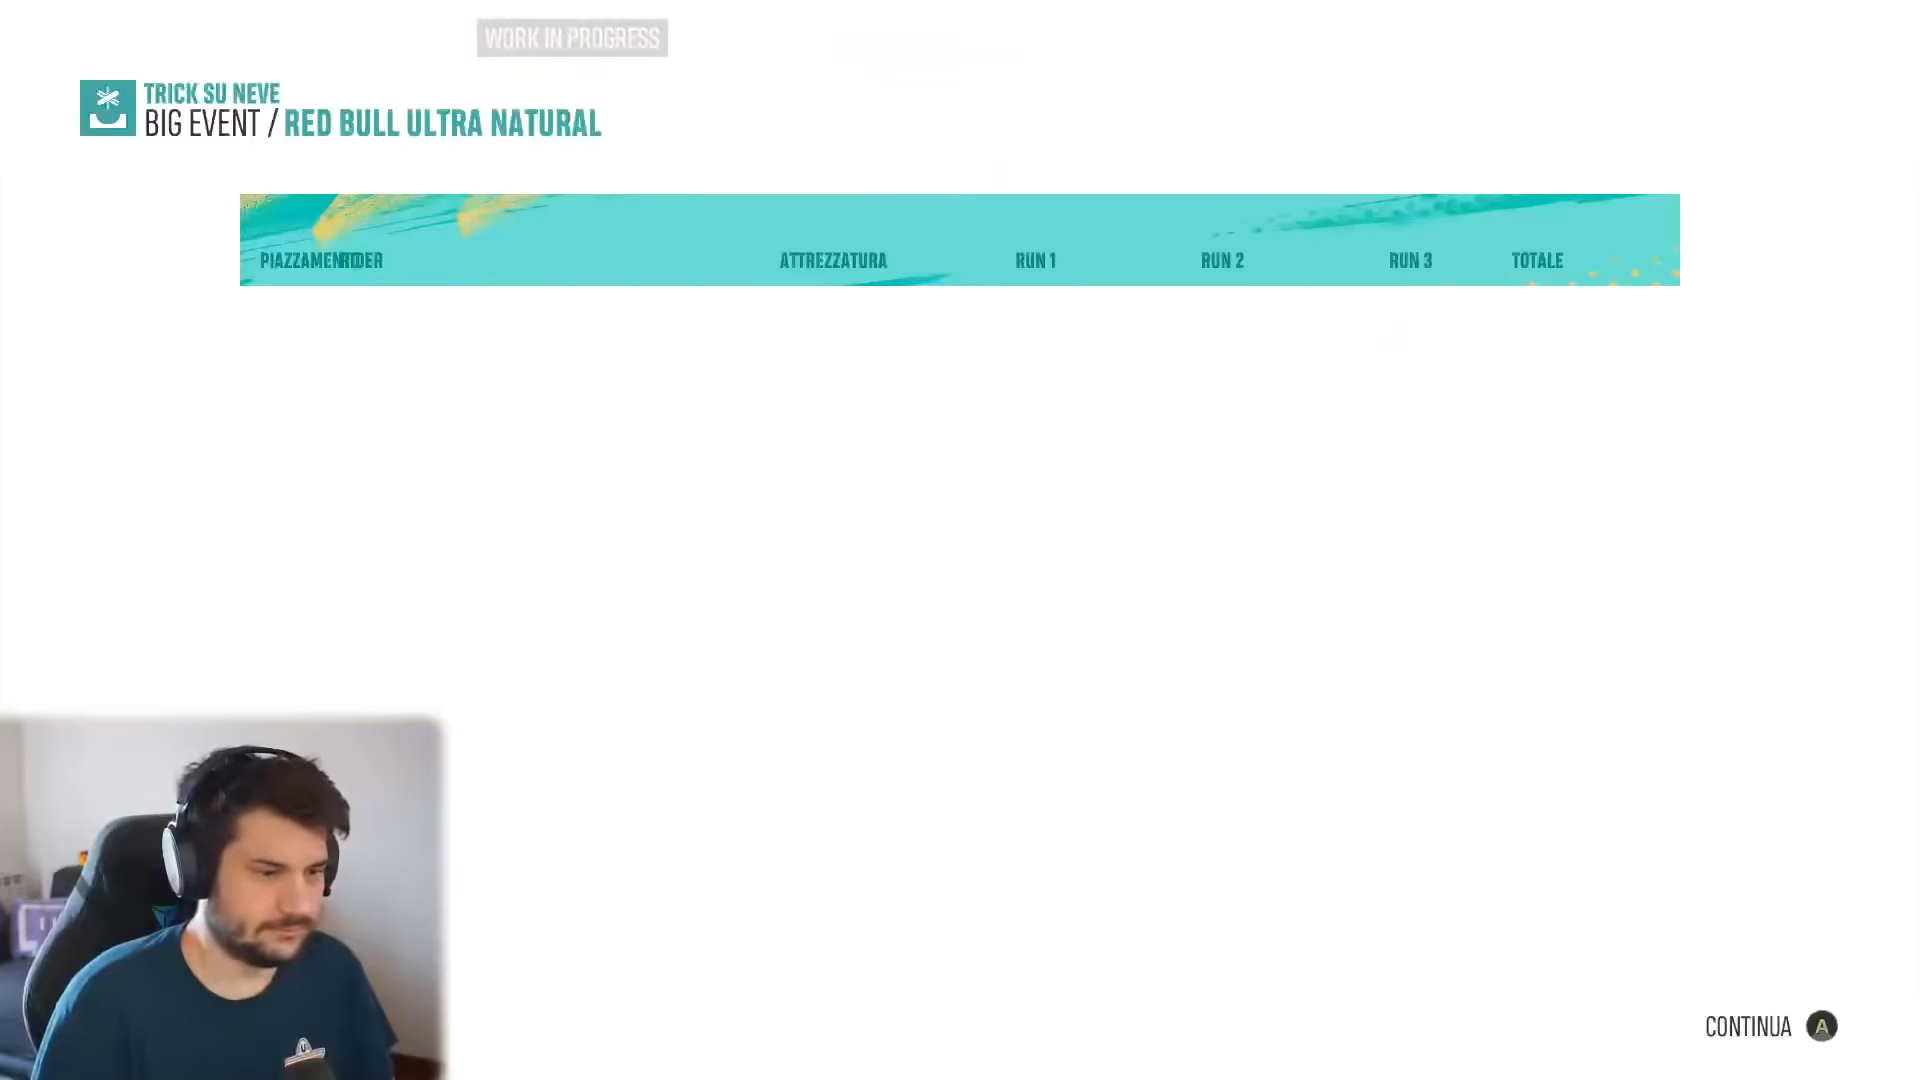 WORK IN PROGRESS
TRICK SU NEVE
BIG EVENT / RED BULL ULTRA NATURAL
PIAZZAMENTO RIDER ATTREZZATURA RUN 1 RUN 2 RUN 3 TOTALE
CONTINUA A